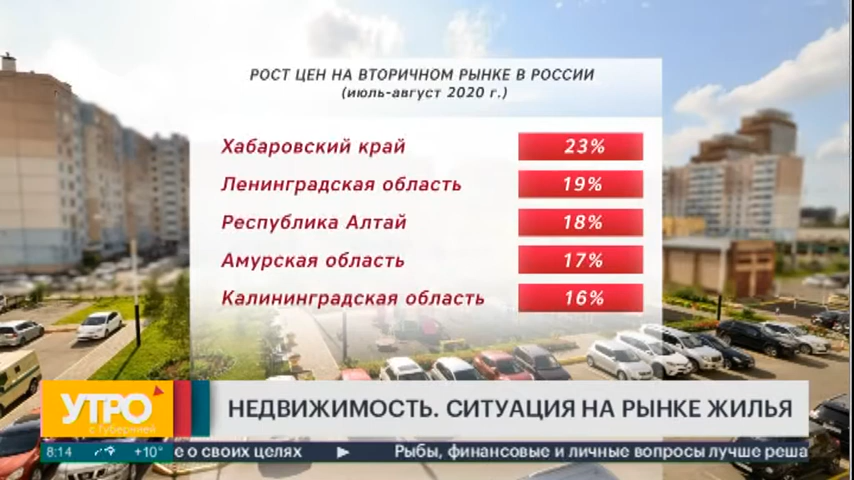 РОСТ ЦЕН НА ВТОРИЧНОМ РЫНКЕ В РОССИИ
(июль-август 2020 г.)
Хабаровский край 23%
Ленинградская область 19%
Республика Алтай 18%
Амурская область 17%
Калининградская область 16%
УТРО
с Губернией
НЕДВИЖИМОСТЬ. СИТУАЦИЯ НА РЫНКЕ ЖИЛЬЯ
8:14 +10° е о своих целях ▶ Рыбы, финансовые и личные вопросы лучше реша